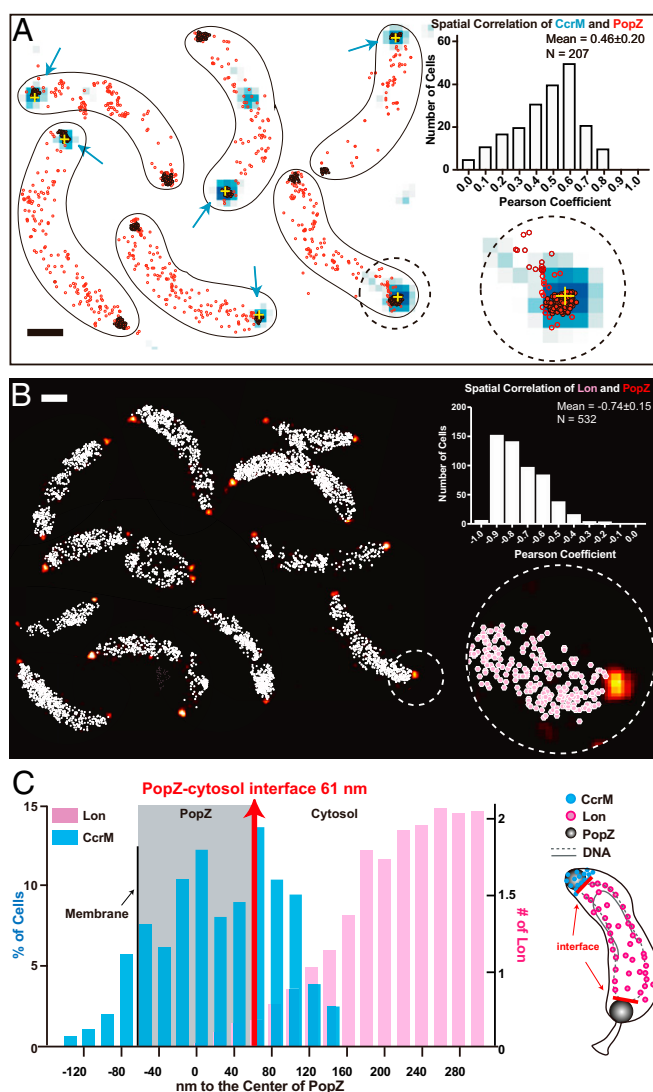 A
Spatial Correlation of CcrM and PopZ
Mean = 0.46±0.20
N = 207
Number of Cells
60
40
20
0
0.0 0.1 0.2 0.3 0.4 0.5 0.6 0.7 0.8 0.9 1.0
Pearson Coefficient
B
Spatial Correlation of Lon and PopZ
Mean = -0.74±0.15
N = 532
Number of Cells
200
150
100
50
0
-1.0 -0.9 -0.8 -0.7 -0.6 -0.5 -0.4 -0.3 -0.2 -0.1 0.0
Pearson Coefficient
C
PopZ-cytosol interface 61 nm
15
10
5
0
% of Cells
Lon
CcrM
PopZ
Cytosol
Membrane
2
1.5
1
0
# of Lon
-120 -80 -40 0 40 80 120 160 200 240 280
nm to the Center of PopZ
CcrM
Lon
PopZ
DNA
interface